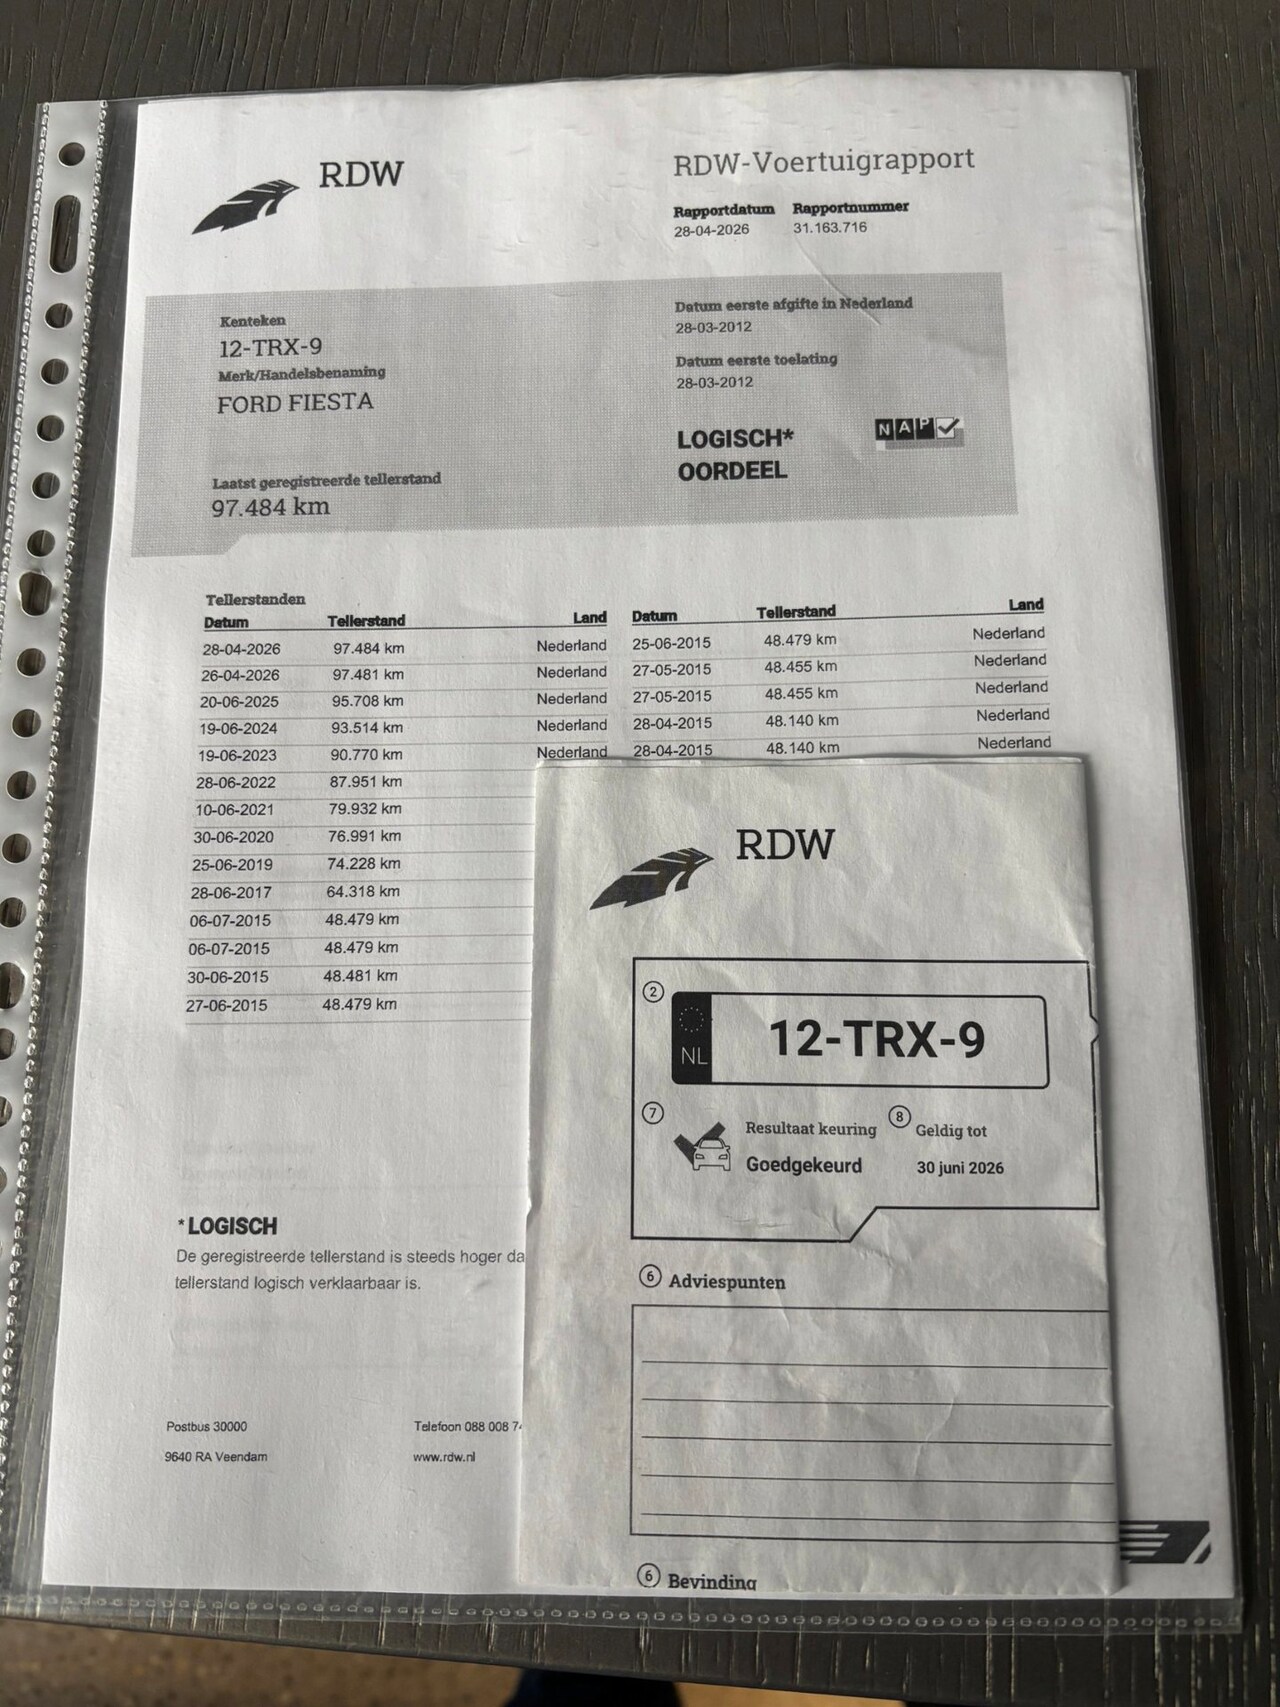 RDW
RDW-Voertuigrapport
Rapportdatum Rapportnummer
28-04-2026 31.163.716
Kenteken
12-TRX-9
Merk/Handelsbenaming
FORD FIESTA
Laatst geregistreerde tellerstand
97.484 km
Datum eerste afgifte in Nederland
28-03-2012
Datum eerste toelating
28-03-2012
LOGISCH*
OORDEEL
NAP
Tellerstanden
Datum Tellerstand Land
28-04-2026 97.484 km Nederland
26-04-2026 97.481 km Nederland
20-06-2025 95.708 km Nederland
19-06-2024 93.514 km Nederland
19-06-2023 90.770 km Nederland
28-06-2022 87.951 km
10-06-2021 79.932 km
30-06-2020 76.991 km
25-06-2019 74.228 km
28-06-2017 64.318 km
06-07-2015 48.479 km
06-07-2015 48.479 km
30-06-2015 48.481 km
27-06-2015 48.479 km
Datum Tellerstand Land
25-06-2015 48.479 km Nederland
27-05-2015 48.455 km Nederland
27-05-2015 48.455 km Nederland
28-04-2015 48.140 km Nederland
28-04-2015 48.140 km Nederland
*LOGISCH
De geregistreerde tellerstand is steeds hoger da
tellerstand logisch verklaarbaar is.
Postbus 30000
9640 RA Veendam
Telefoon 088 008 74
www.rdw.nl
RDW
2
NL 12-TRX-9
7 Resultaat keuring
Goedgekeurd
8 Geldig tot
30 juni 2026
6 Adviespunten
6 Bevinding